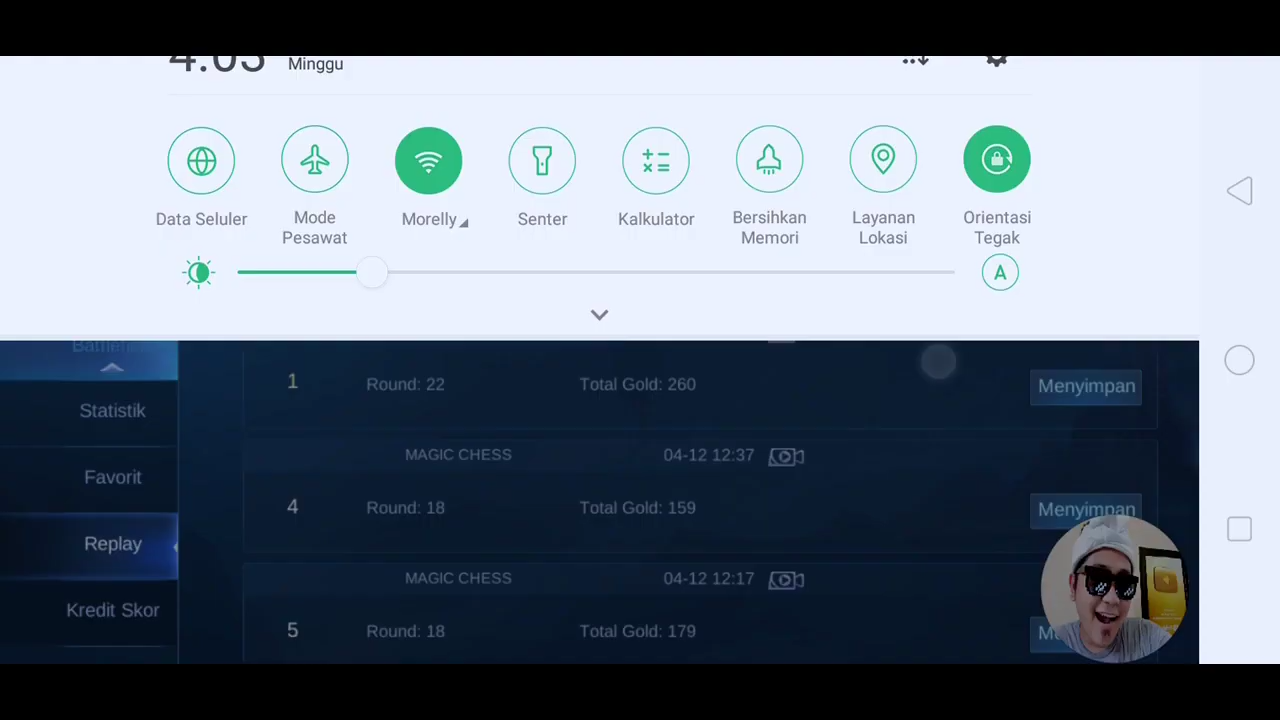 4:03 Minggu
Data Seluler
Mode Pesawat
Morelly
Senter
Kalkulator
Bersihkan Memori
Layanan Lokasi
Orientasi Tegak
A
Statistik
Favorit
Replay
Kredit Skor
1 Round: 22 Total Gold: 260 Menyimpan
MAGIC CHESS 04-12 12:37
4 Round: 18 Total Gold: 159 Menyimpan
MAGIC CHESS 04-12 12:17
5 Round: 18 Total Gold: 179